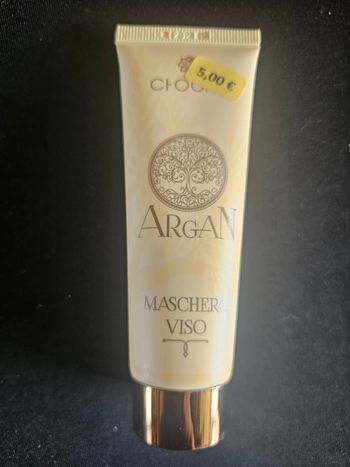 5,00 €
ARGAN
MASCHERA
VISO